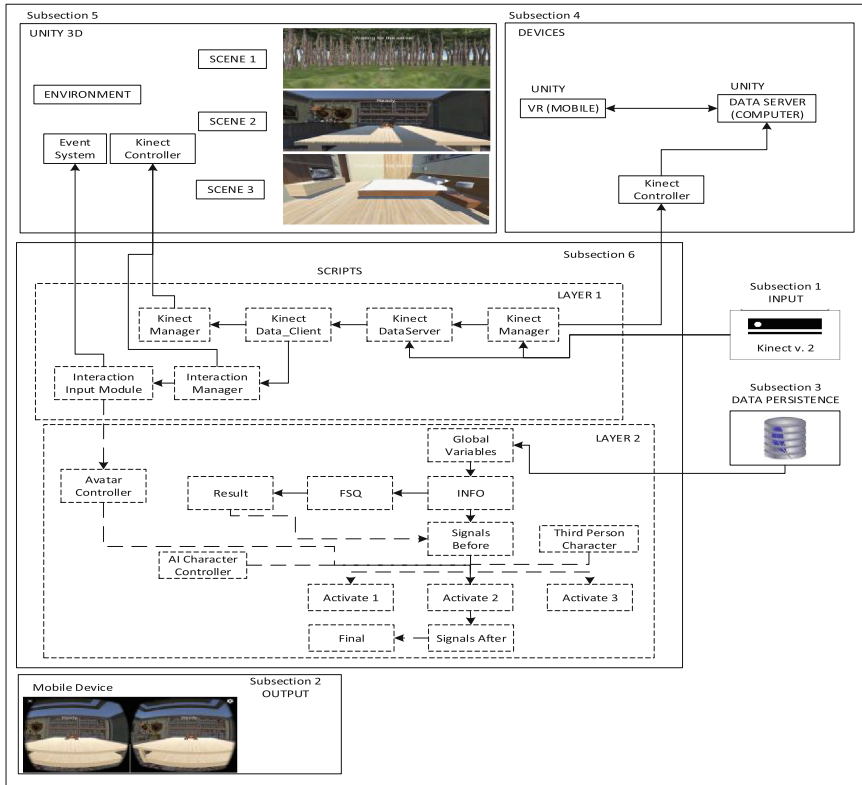 Subsection 5
UNITY 3D
SCENE 1
ENVIRONMENT
SCENE 2
Ready
Event
System
Kinect
Controller
SCENE 3
Subsection 4
DEVICES
UNITY
VR (MOBILE)
UNITY
DATA SERVER
(COMPUTER)
Kinect
Controller
Subsection 6
SCRIPTS
LAYER 1
Kinect
Manager
Kinect
Data_Client
Kinect
DataServer
Kinect
Manager
Interaction
Input Module
Interaction
Manager
Subsection 1
INPUT
Kinect v. 2
Subsection 3
DATA PERSISTENCE
LAYER 2
Global
Variables
Avatar
Controller
Result
FSQ
INFO
Signals
Before
Third Person
Character
AI Character
Controller
Activate 1
Activate 2
Activate 3
Final
Signals After
Subsection 2
OUTPUT
Mobile Device
Ready
Ready